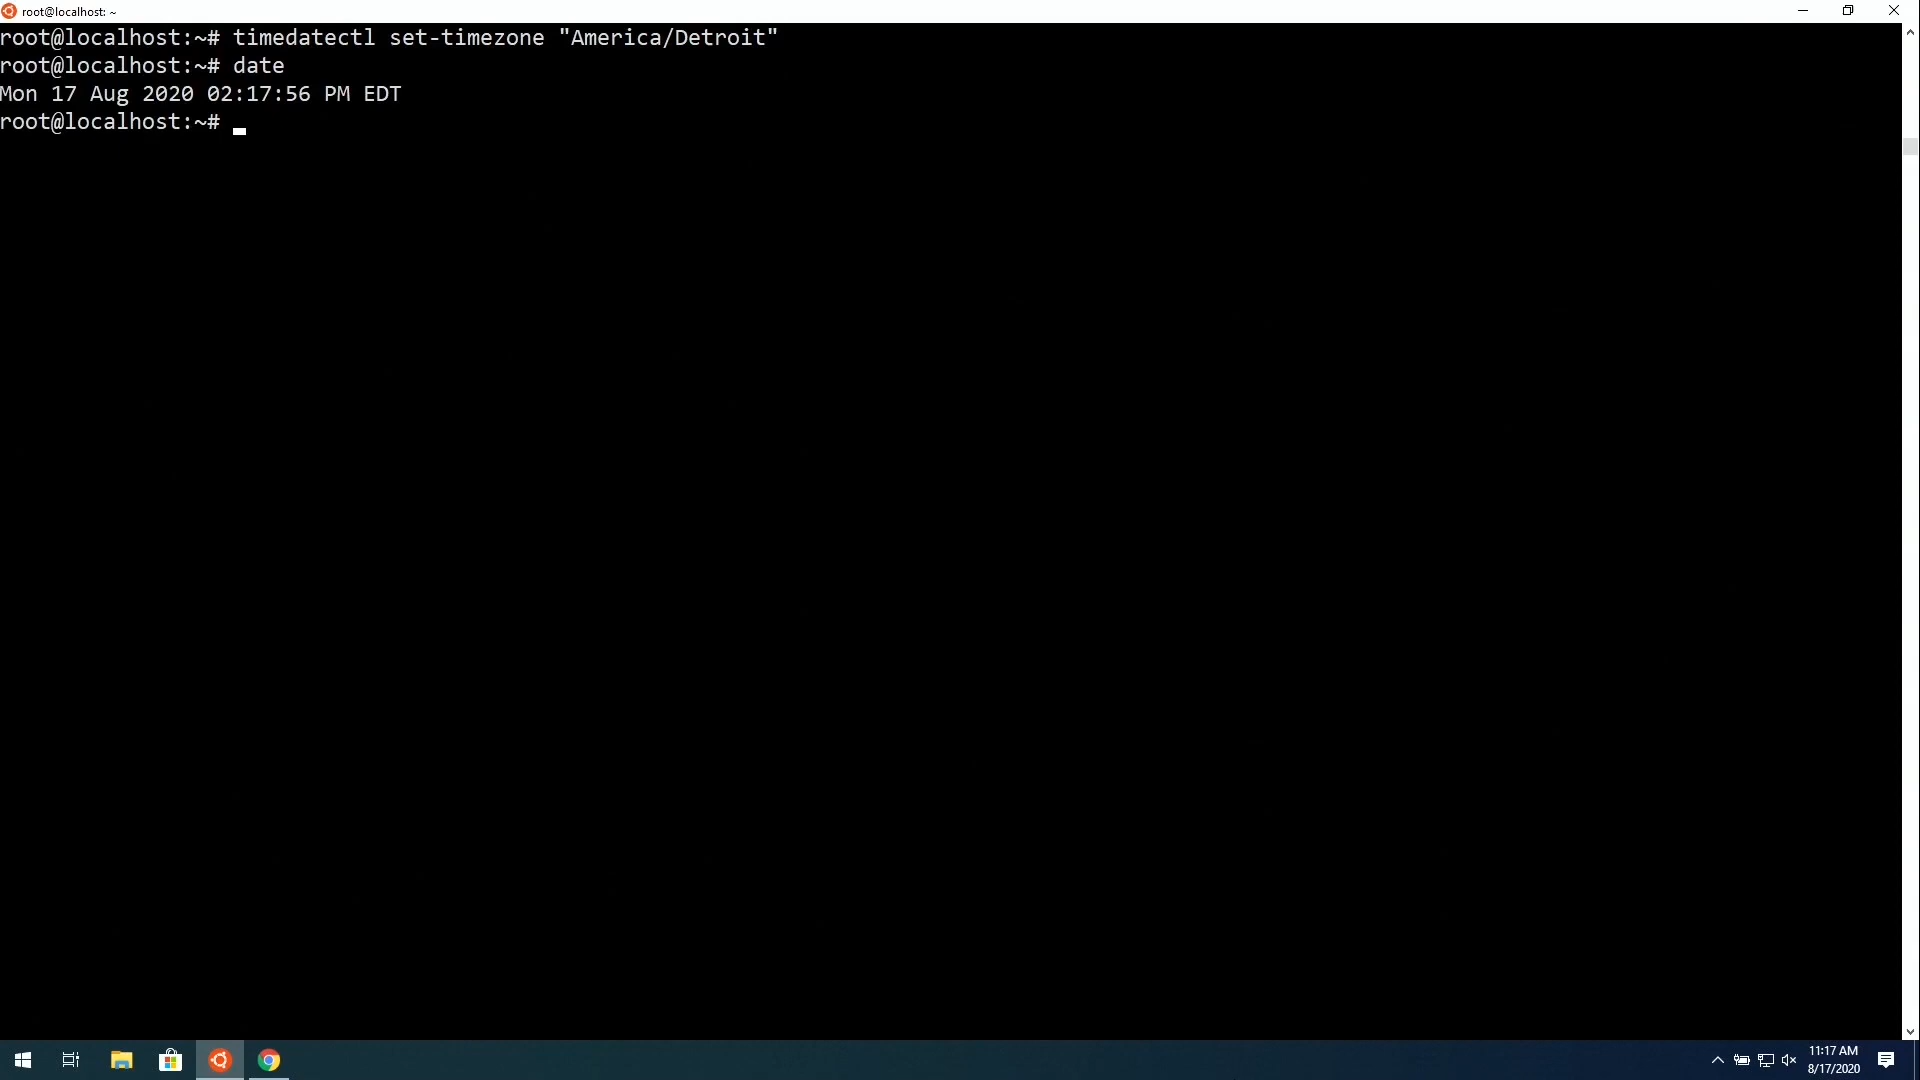 root@localhost: ~
root@localhost:~# timedatectl set-timezone "America/Detroit"
root@localhost:~# date
Mon 17 Aug 2020 02:17:56 PM EDT
root@localhost:~#
11:17 AM
8/17/2020